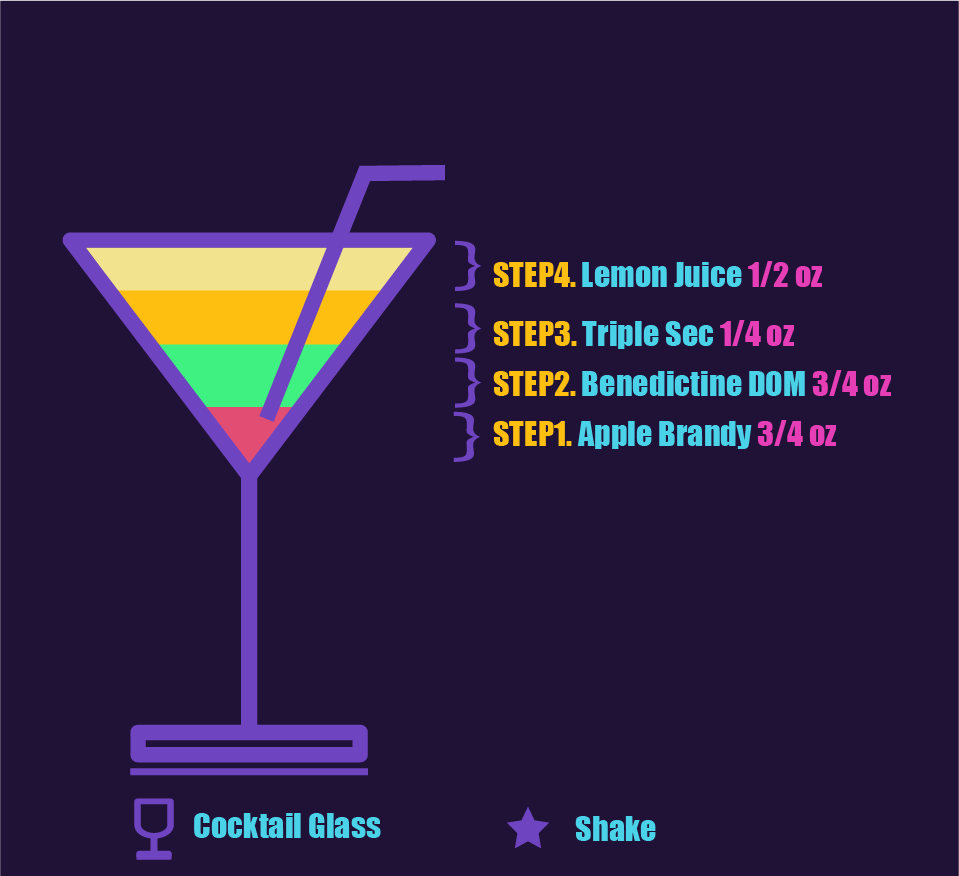 STEP4. Lemon Juice 1/2 oz
STEP3. Triple Sec 1/4 oz
STEP2. Benedictine DOM 3/4 oz
STEP1. Apple Brandy 3/4 oz
Cocktail Glass
Shake